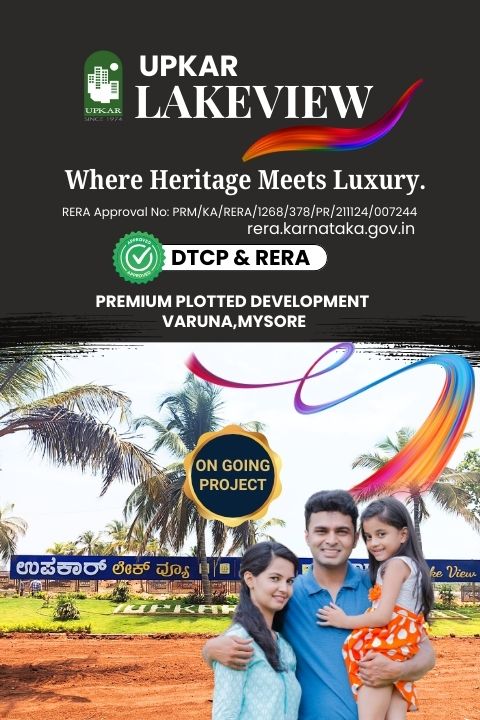 UPKAR
LAKEVIEW
UPKAR
SINCE 1974
Where Heritage Meets Luxury.
RERA Approval No: PRM/KA/RERA/1268/378/PR/211124/007244
rera.karnataka.gov.in
APPROVED
APPROVED
DTCP & RERA
PREMIUM PLOTTED DEVELOPMENT
VARUNA,MYSORE
ON GOING
PROJECT
ಉಪಕಾರ್ ಲೇಕ್ ವ್ಯೂ
ke View
UPKAR